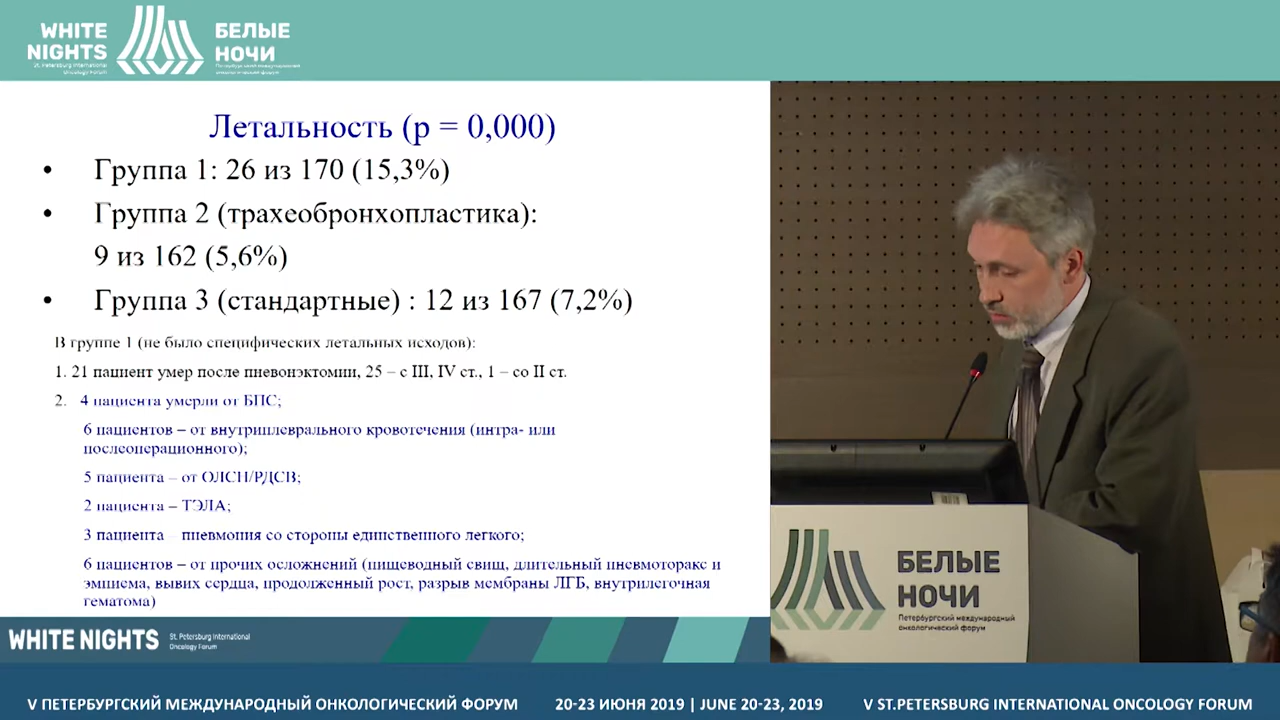 WHITE
NIGHTS
St. Petersburg International
Oncology Forum
БЕЛЫЕ
НОЧИ
Петербургский международный
онкологический форум
Летальность (p = 0,000)
• Группа 1: 26 из 170 (15,3%)
• Группа 2 (трахеобронхопластика):
9 из 162 (5,6%)
• Группа 3 (стандартные) : 12 из 167 (7,2%)
В группе 1 (не было специфических летальных исходов):
1. 21 пациент умер после пневонэктомии, 25 – с III, IV ст., 1 – со II ст.
2. 4 пациента умерли от БПС;
6 пациентов – от внутриплеврального кровотечения (интра- или
послеоперационного);
5 пациента – от ОЛСП/РДСВ;
2 пациента – ТЭЛА;
3 пациента – пневмония со стороны единственного легкого;
6 пациентов – от прочих осложнений (пищеводный свищ, длительный пневмоторакс и
эмпиема, вывих сердца, продолженный рост, разрыв мембраны ЛГБ, внутрилегочная
гематома)
WHITE NIGHTS
St. Petersburg International
Oncology Forum
БЕЛЫЕ
НОЧИ
Петербургский международный
онкологический форум
V ПЕТЕРБУРГСКИЙ МЕЖДУНАРОДНЫЙ ОНКОЛОГИЧЕСКИЙ ФОРУМ 20-23 ИЮНЯ 2019 | JUNE 20-23, 2019 V ST.PETERSBURG INTERNATIONAL ONCOLOGY FORUM